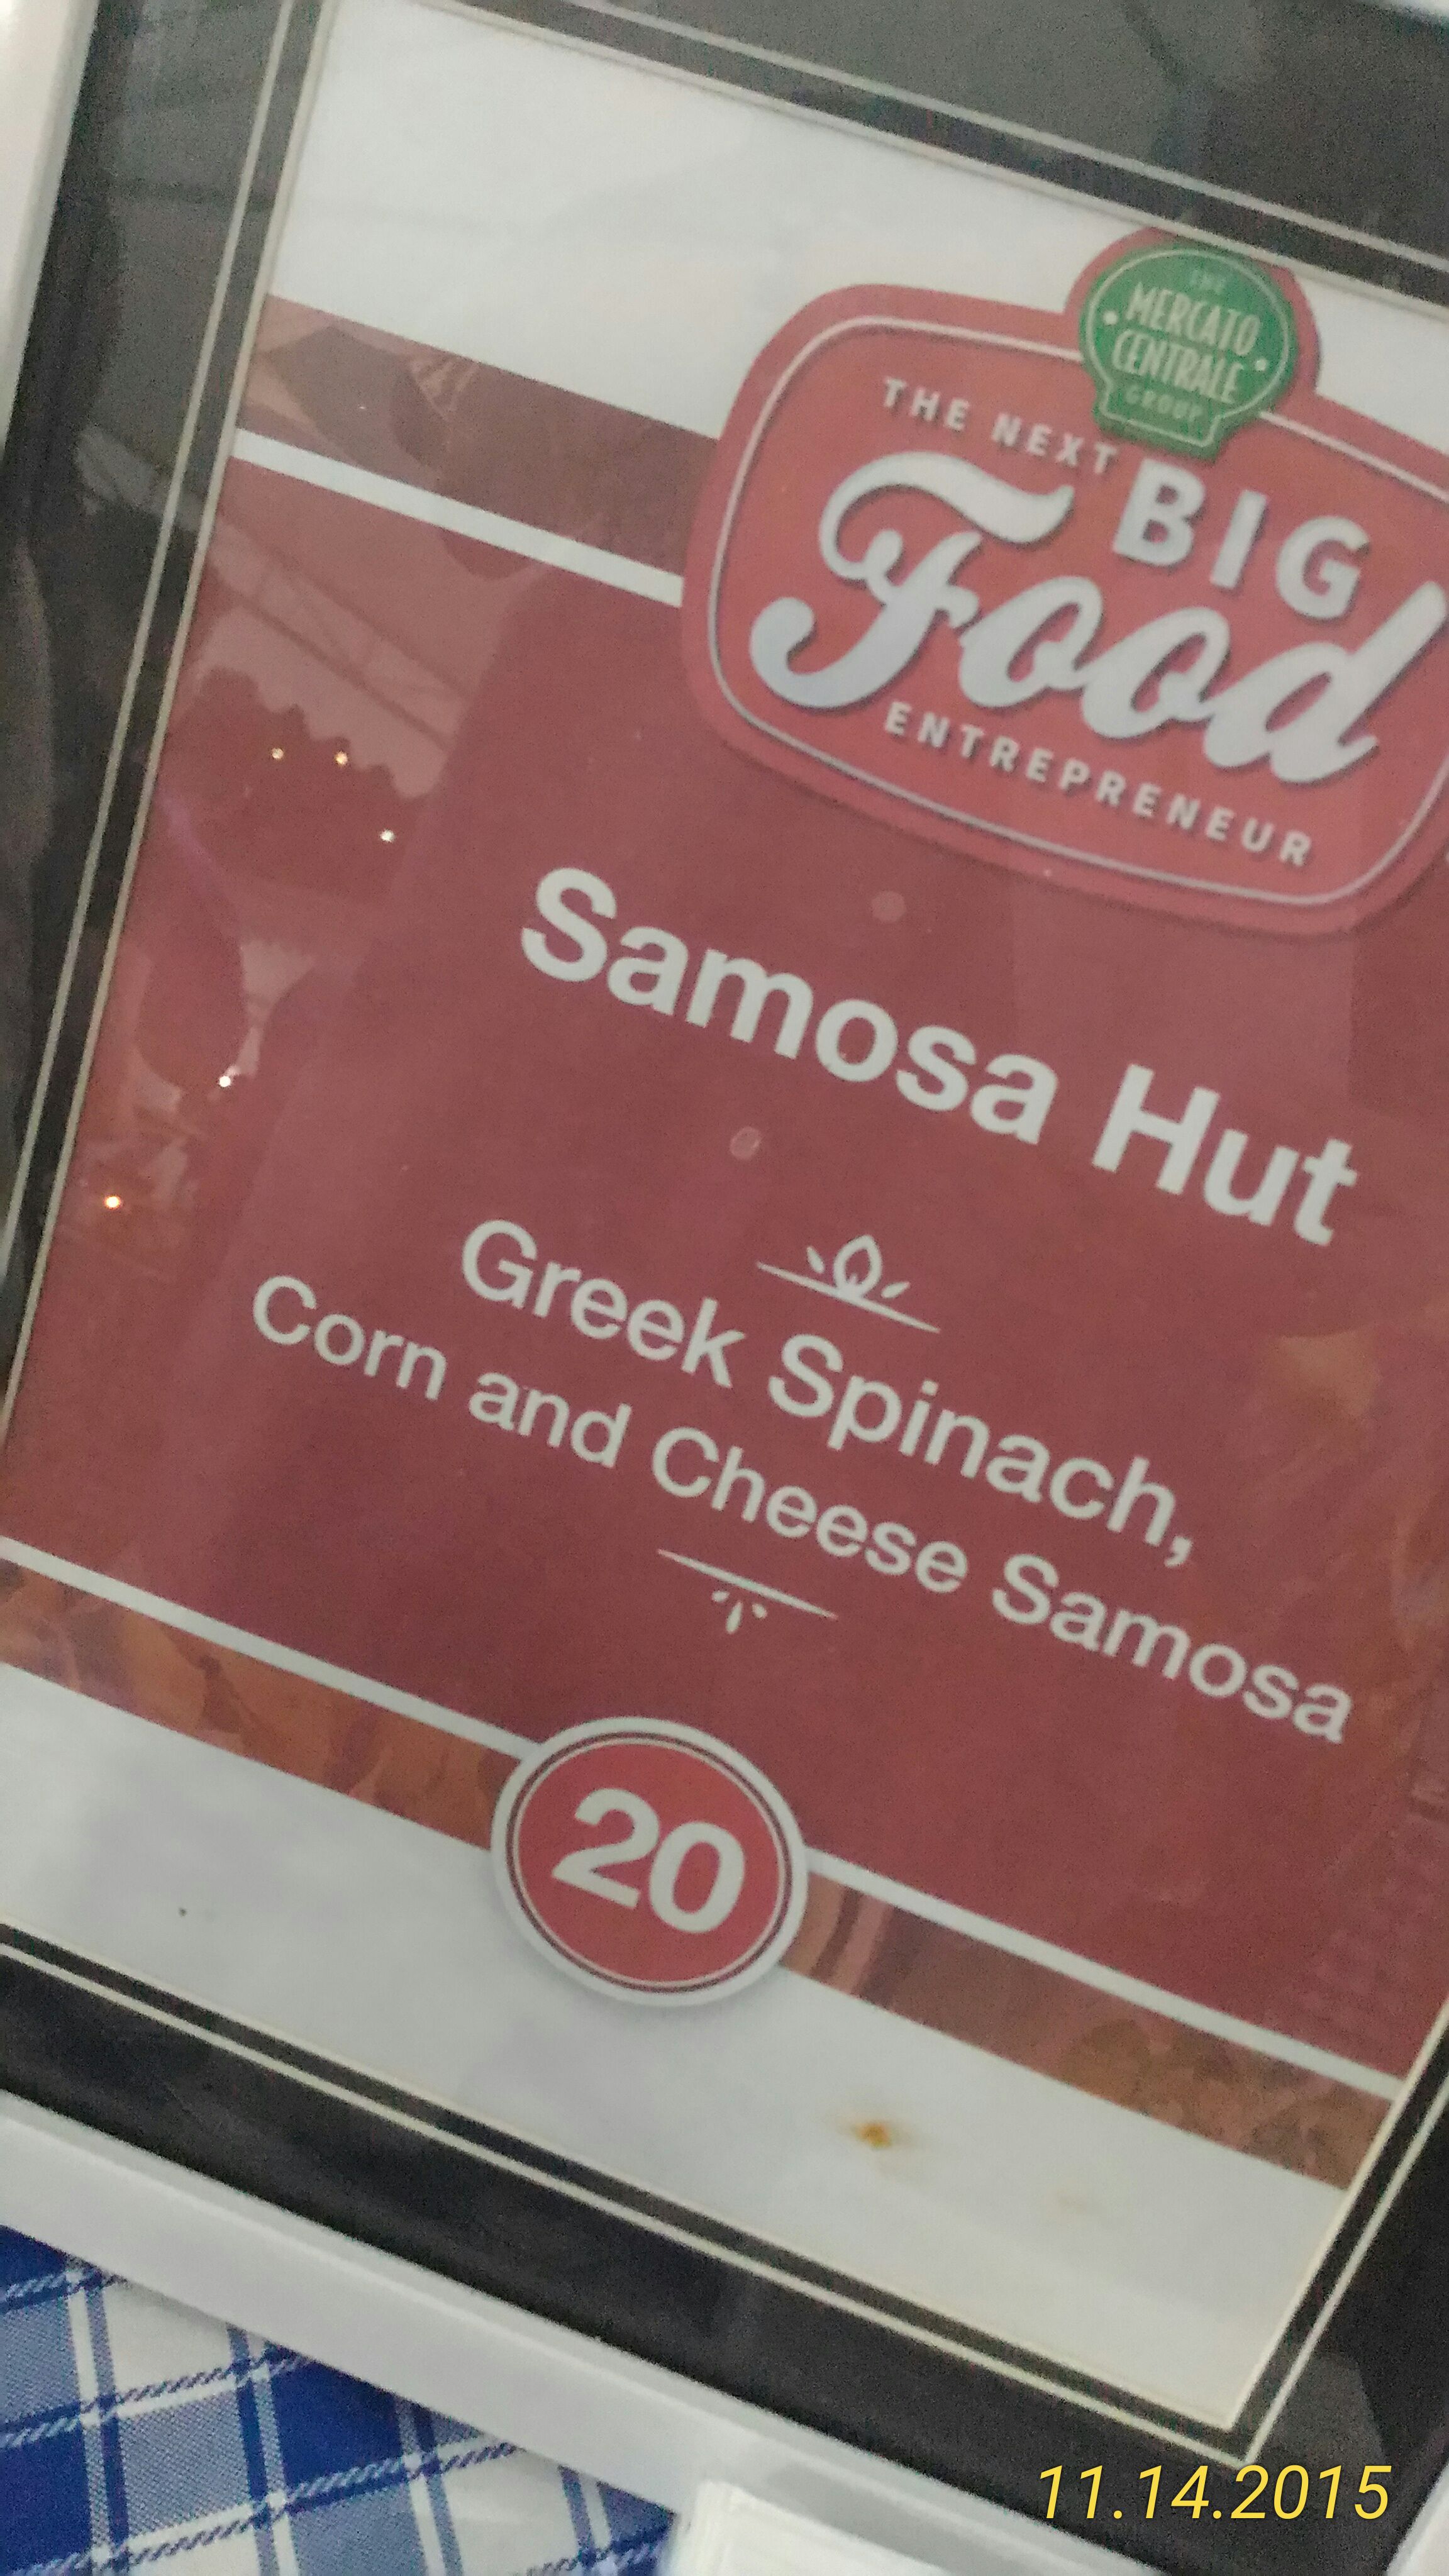 THE
MERCATO
CENTRALE
GROUP
THE NEXT
BIG
Food
ENTREPRENEUR
Samosa Hut
Greek Spinach,
Corn and Cheese Samosa
20
11.14.2015